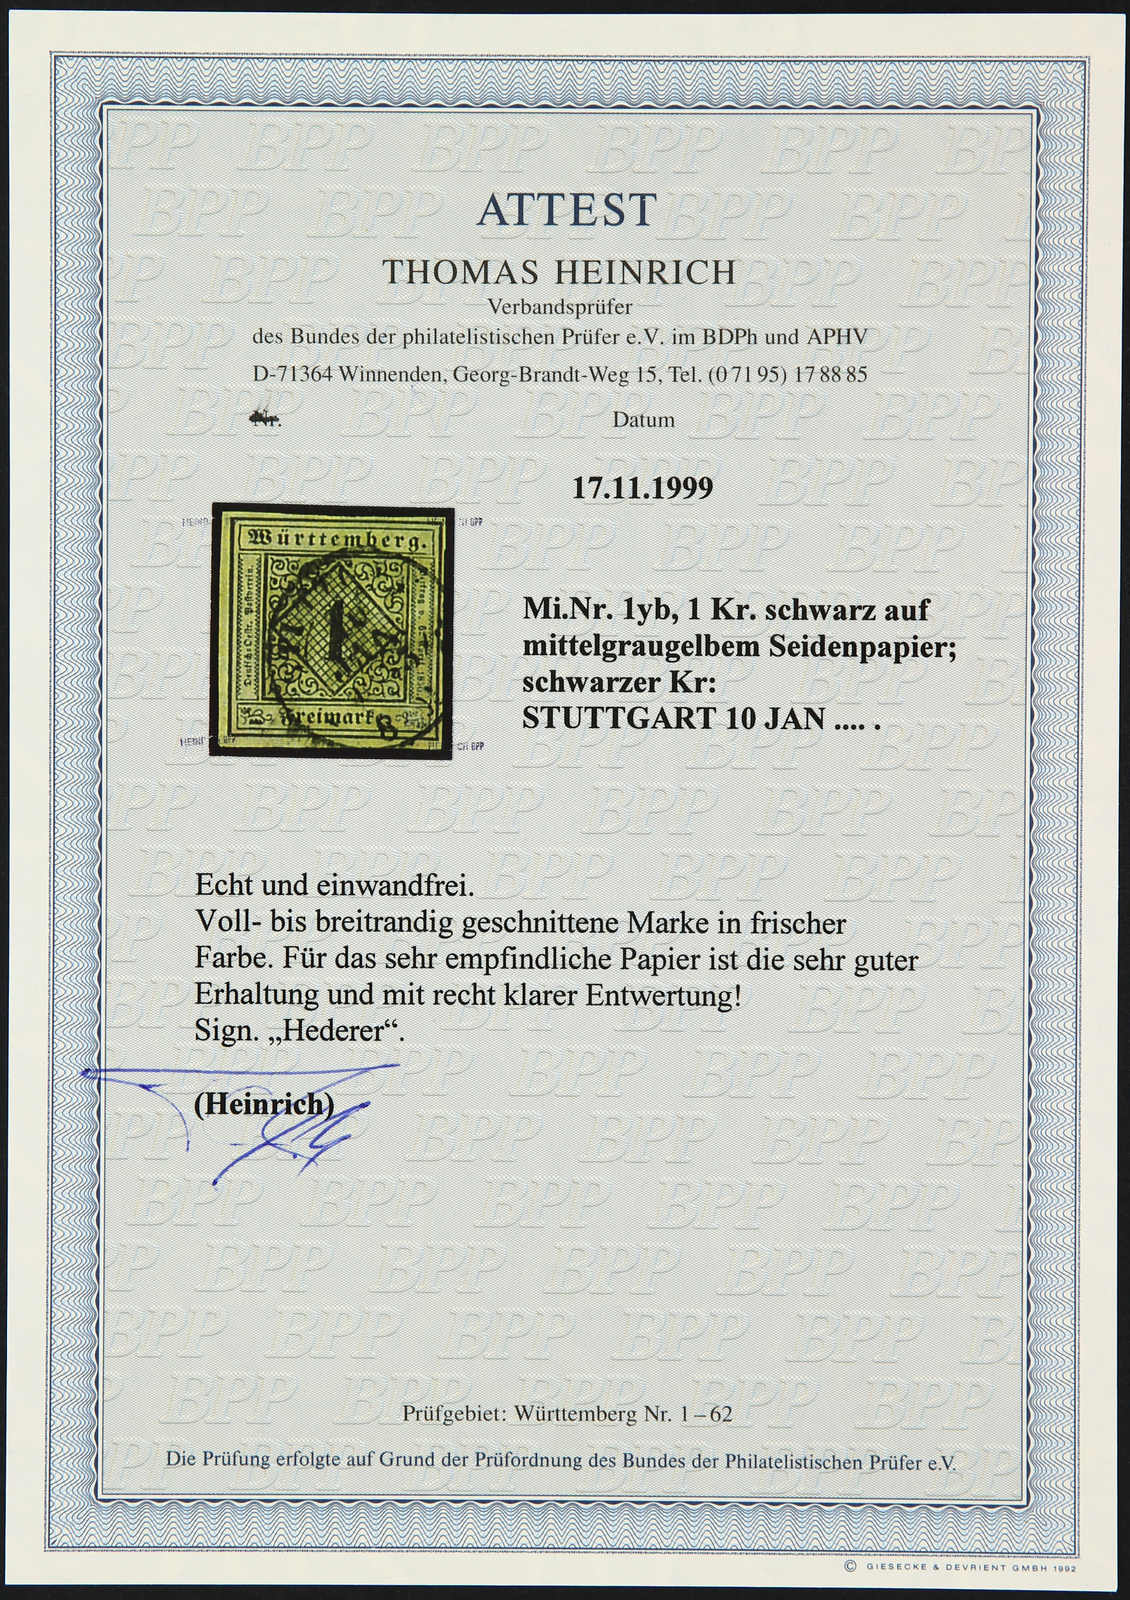 ATTEST
THOMAS HEINRICH
Verbandsprüfer
des Bundes der philatelistischen Prüfer e.V. im BDPh und APHV
D-71364 Winnenden, Georg-Brandt-Weg 15, Tel. (0 71 95) 17 88 85
Nr. Datum
17.11.1999
Württemberg.
1
Freimarke
8
Mi.Nr. 1yb, 1 Kr. schwarz auf
mittelgraugelbem Seidenpapier;
schwarzer Kr:
STUTTGART 10 JAN .... .
Echt und einwandfrei.
Voll- bis breitrandig geschnittene Marke in frischer
Farbe. Für das sehr empfindliche Papier ist die sehr guter
Erhaltung und mit recht klarer Entwertung!
Sign. „Hederer“.
(Heinrich)
Prüfgebiet: Württemberg Nr. 1 – 62
Die Prüfung erfolgte auf Grund der Prüfordnung des Bundes der Philatelistischen Prüfer e.V.
© GIESECKE & DEVRIENT GMBH 1992